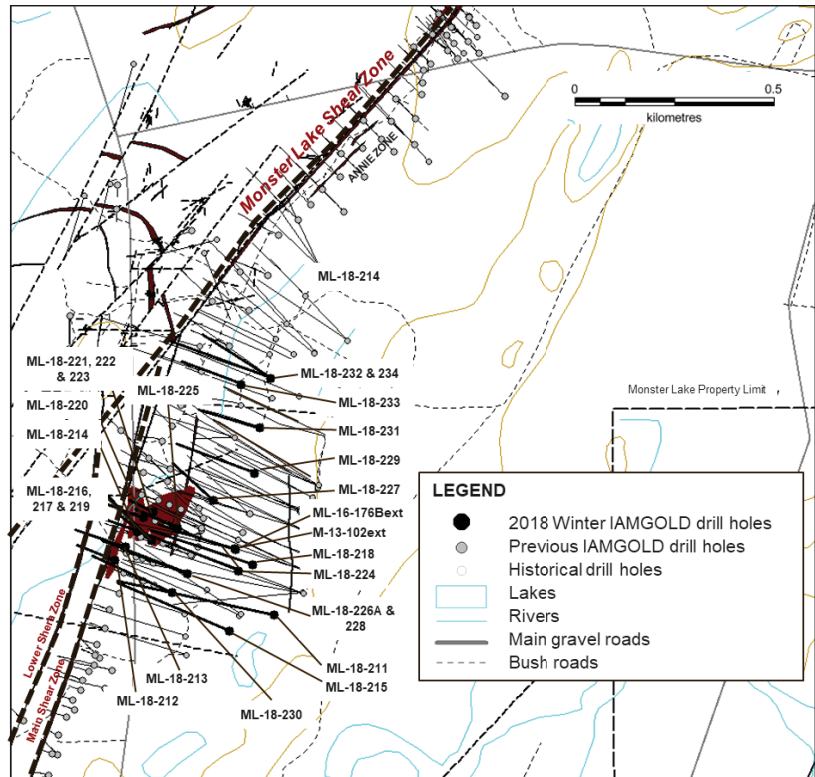 Monster Lake Shear Zone
0
0.5
kilometres
ANNIE ZONE
ML-18-214
ML-18-221, 222
& 223
ML-18-225
ML-18-232 & 234
ML-18-220
ML-18-233
ML-18-214
ML-18-231
Monster Lake Property Limit
ML-18-229
ML-18-216,
217 & 219
ML-18-227
ML-16-176Bext
M-13-102ext
ML-18-218
ML-18-224
ML-18-226A &
228
ML-18-211
ML-18-215
ML-18-213
ML-18-212
ML-18-230
Lower Shera Zone
Main Shear Zone
LEGEND
2018 Winter IAMGOLD drill holes
Previous IAMGOLD drill holes
Historical drill holes
Lakes
Rivers
Main gravel roads
Bush roads